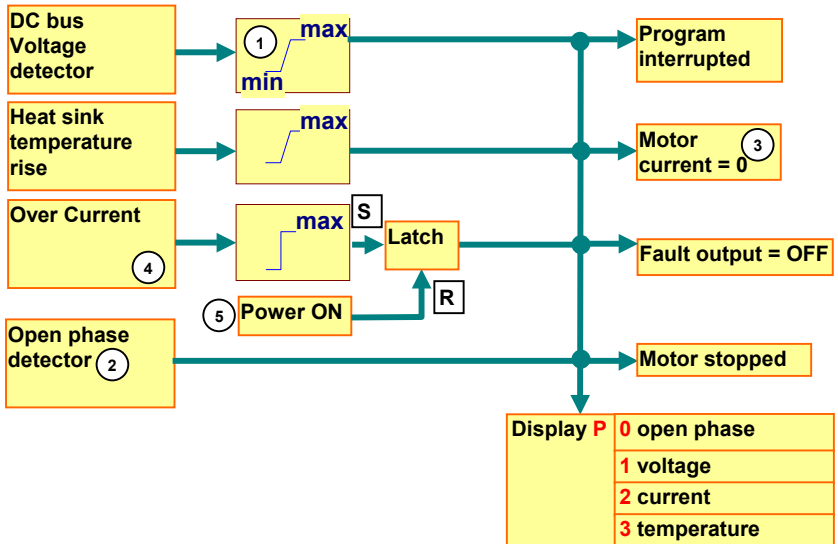 DC bus
Voltage
detector
1
max
min
Program
interrupted
Heat sink
temperature
rise
max
Motor
current = 0
3
Over Current
4
max
S
Latch
Fault output = OFF
R
5
Power ON
Open phase
detector
2
Motor stopped
Display P
0 open phase
1 voltage
2 current
3 temperature